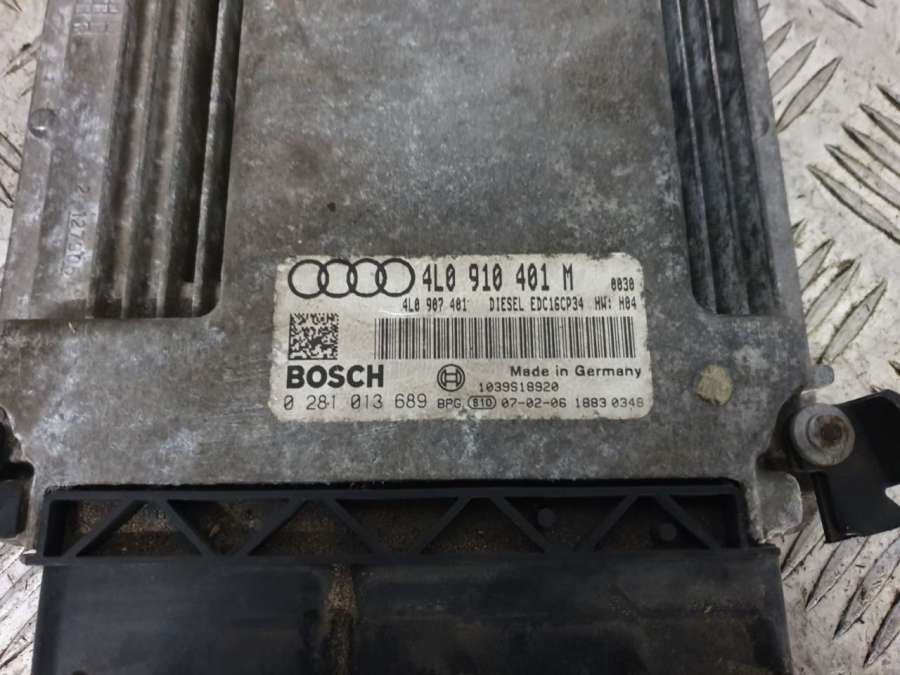 4L0 910 401 M 0030
4L0 907 401 DIESEL EDC16CP34 HW: H04
BOSCH Made in Germany
1039S18920
0 281 013 689 BPG 810 07-02-06 1883 0348